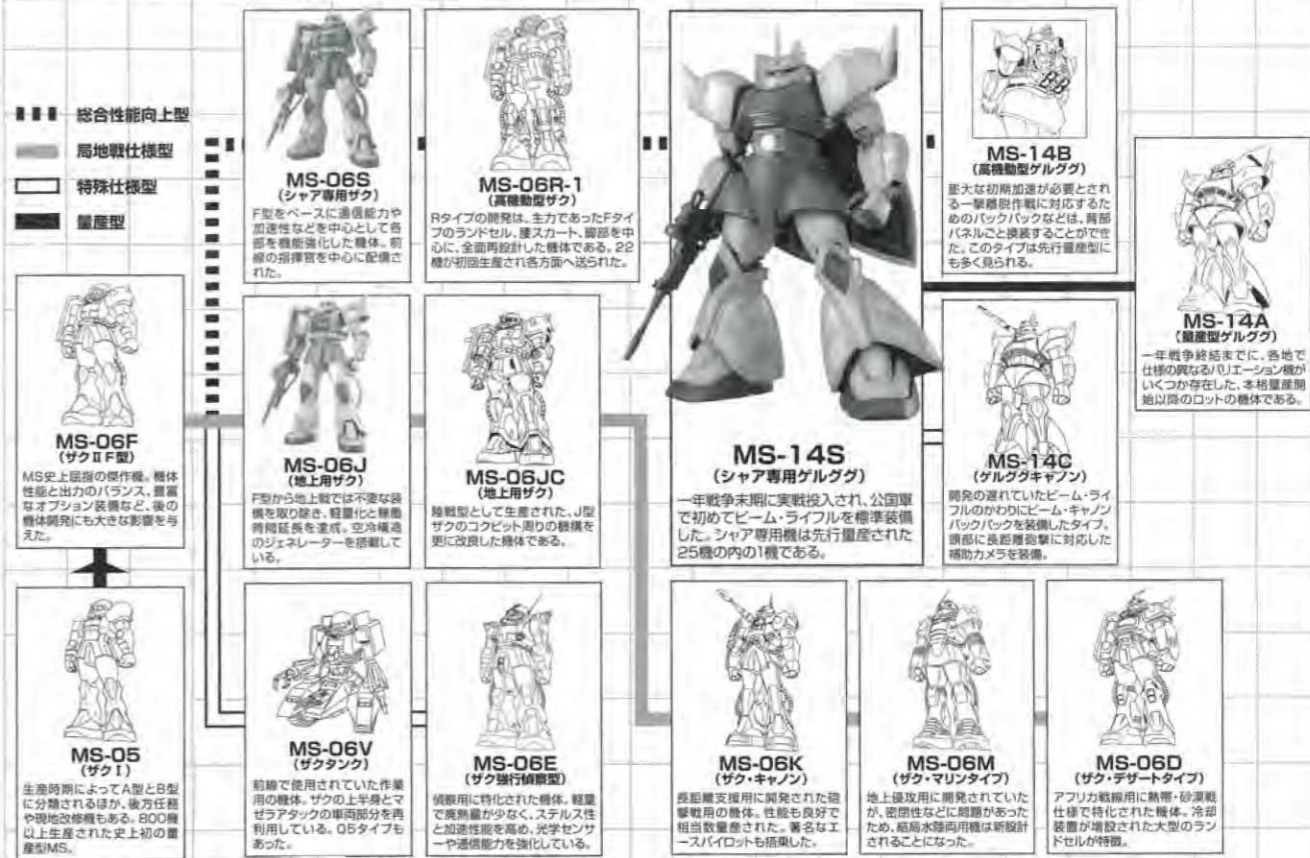 総合性能向上型
局地戦仕様型
特殊仕様型
量産型
MS-06S
(シャア専用ザク)
F型をベースに通信能力や
加速性などを中心として各
部を機能強化した機体。前
線の指揮官を中心に配備さ
れた。
MS-06R-1
(高機動型ザク)
Rタイプの開発は、主力であったFタイ
プのランドセル、腰スカート、脚部を中
心に、全面再設計した機体である。22
機が初回生産され各方面へ送られた。
MS-14S
(シャア専用ゲルググ)
一年戦争末期に実戦投入され、公国軍
で初めてビーム・ライフルを標準装備
した。シャア専用機は先行量産された
25機の内の1機である。
MS-14B
(高機動型ゲルググ)
膨大な初期加速が必要とされ
る一撃離脱作戦に対応するた
めのバックパックなどは、背部
パネルごと換装することができ
た。このタイプは先行量産型に
も多く見られる。
MS-14A
(量産型ゲルググ)
一年戦争終結までに、各地で
仕様の異なるバリエーション機が
いくつか存在した、本格量産開
始以降のロットの機体である。
MS-06F
(ザクⅡF型)
MS史上屈指の傑作機。機体
性能と出力のバランス、豊富
なオプション装備など、後の
機体開発にも大きな影響を与
えた。
MS-06J
(地上用ザク)
F型から地上戦では不要な装
備を取り除き、軽量化と稼働
時間延長を達成。空冷構造
のジェネレーターを搭載して
いる。
MS-06JC
(地上用ザク)
陸戦型として生産された、J型
ザクのコクピット周りの機構を
更に改良した機体である。
MS-14C
(ゲルググキャノン)
開発の遅れていたビーム・ライ
フルのかわりにビーム・キャノン
バックパックを装備したタイプ。
頭部に長距離砲撃に対応した
補助カメラを装備。
MS-05
(ザクⅠ)
生産時期によってA型とB型
に分類されるほか、後方任務
や現地改修機もある。800機
以上生産された史上初の量
産型MS。
MS-06V
(ザクタンク)
前線で使用されていた作業
用の機体。ザクの上半身とマ
ゼラアタックの車両部分を再
利用している。05タイプも
あった。
MS-06E
(ザク強行偵察型)
偵察用に特化された機体。軽量
で廃熱量が少なく、ステルス性
と加速性能を高め、光学センサ
ーや通信能力を強化している。
MS-06K
(ザク・キャノン)
長距離支援用に開発された砲
撃戦用の機体。性能も良好で
相当数量産された。著名なエ
ースパイロットも搭乗した。
MS-06M
(ザク・マリンタイプ)
地上侵攻用に開発されていた
が、密閉性などに問題があった
ため、結局水陸両用機は新設計
されることになった。
MS-06D
(ザク・デザートタイプ)
アフリカ戦線用に熱帯・砂漠戦
仕様で特化された機体。冷却
装置が増設された大型のラン
ドセルが特徴。